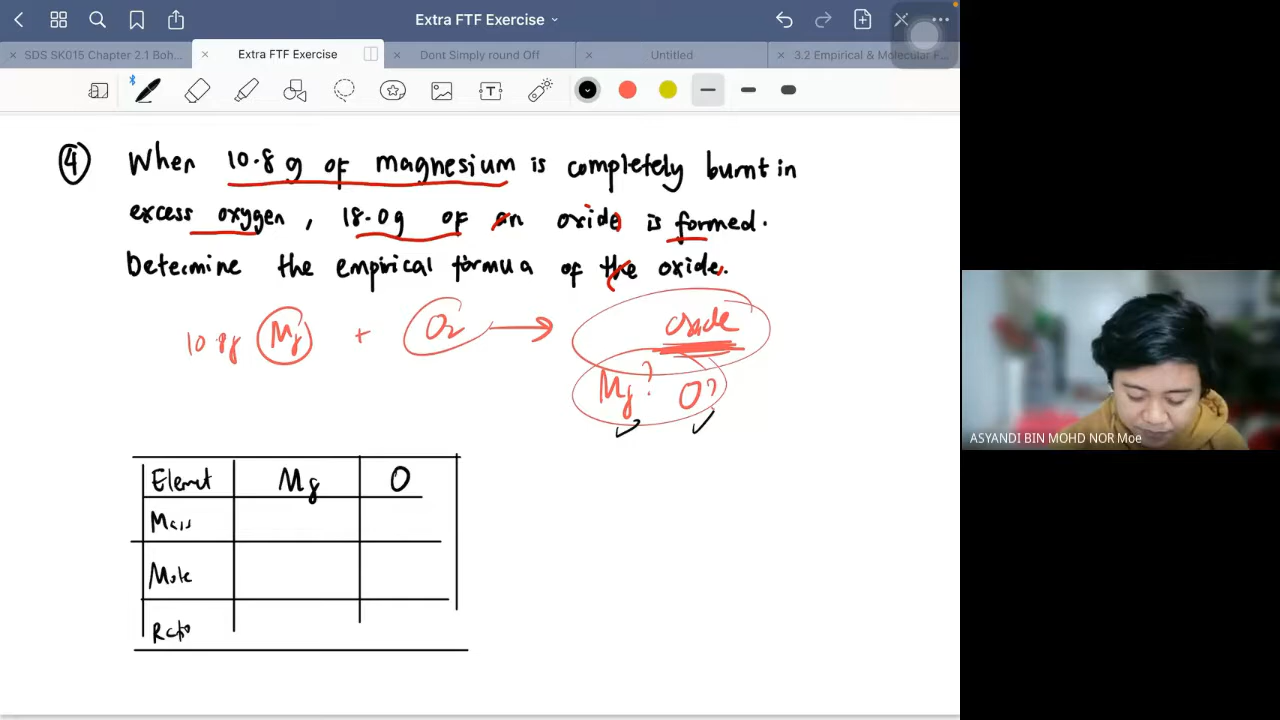 Extra FTF Exercise
SDS SK015 Chapter 2.1 Boh...
Extra FTF Exercise
Dont Simply round Off
Untitled
3.2 Empirical & Molecular F...
④ When 10.8 g of magnesium is completely burnt in
excess oxygen, 18.0g of an oxide is formed.
Determine the empirical formua of the oxide.
10.8g Mg + O2 → oxide
Mg? O?
Element Mg O
Mass
Mole
Ratio
ASYANDI BIN MOHD NOR Moe